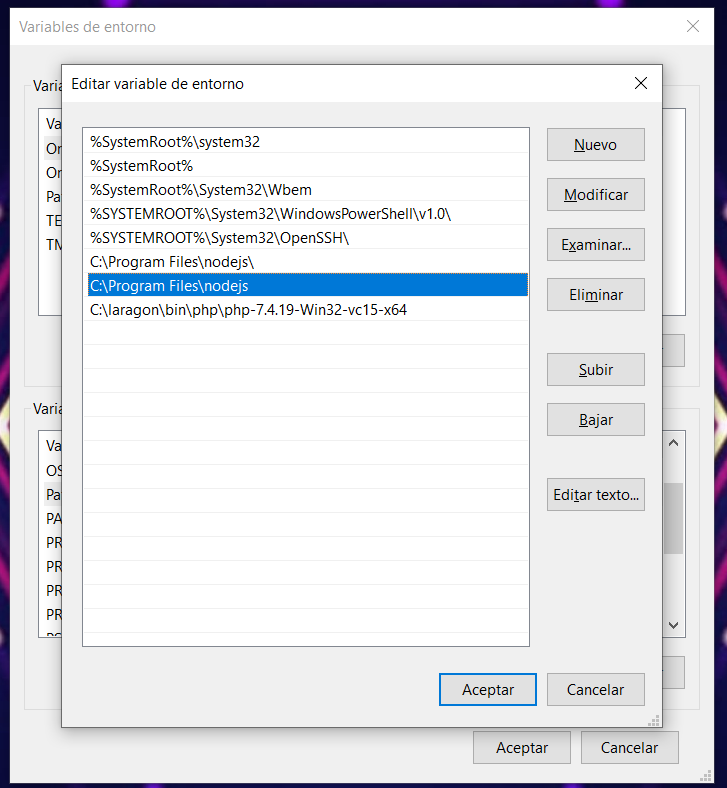 Variables de entorno
Editar variable de entorno
Varia
Va
On
On
Pa
TE
TM
%SystemRoot%\system32
%SystemRoot%
%SystemRoot%\System32\Wbem
%SYSTEMROOT%\System32\WindowsPowerShell\v1.0\
%SYSTEMROOT%\System32\OpenSSH\
C:\Program Files\nodejs\
C:\Program Files\nodejs
C:\laragon\bin\php\php-7.4.19-Win32-vc15-x64
Nuevo
Modificar
Examinar...
Eliminar
Subir
Bajar
Editar texto...
Varia
Va
OS
Pa
PA
PR
PR
PR
PR
Aceptar
Cancelar
Aceptar
Cancelar